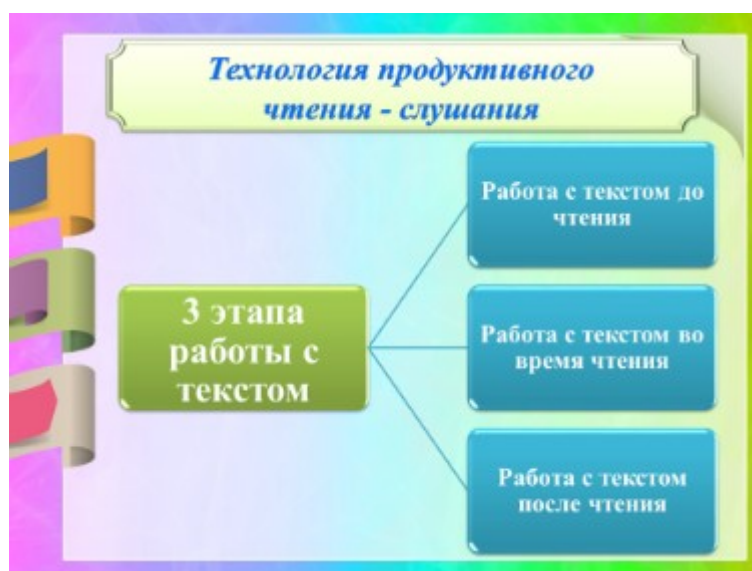 Технология продуктивного
чтения - слушания
3 этапа
работы с
текстом
Работа с текстом до
чтения
Работа с текстом во
время чтения
Работа с текстом
после чтения